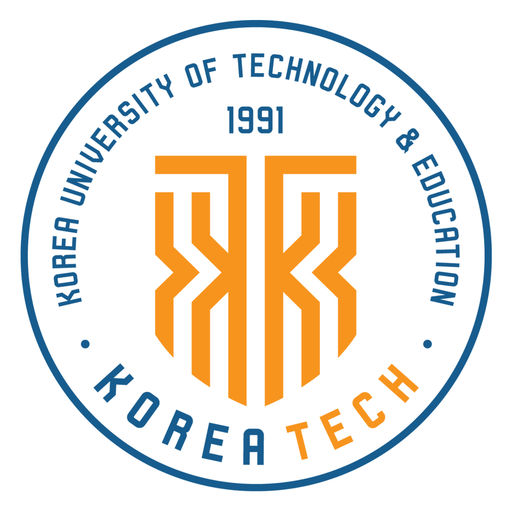 KOREA UNIVERSITY OF TECHNOLOGY & EDUCATION
1991
KOREATECH